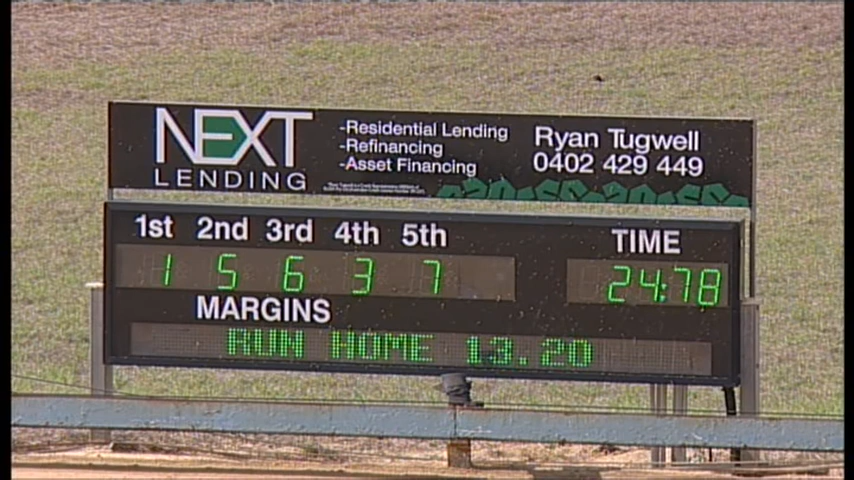 NEXT
LENDING
-Residential Lending
-Refinancing
-Asset Financing
Ryan Tugwell
0402 429 449
1st 2nd 3rd 4th 5th TIME
1 5 6 3 7 24:78
MARGINS
RUN HOME 13.20